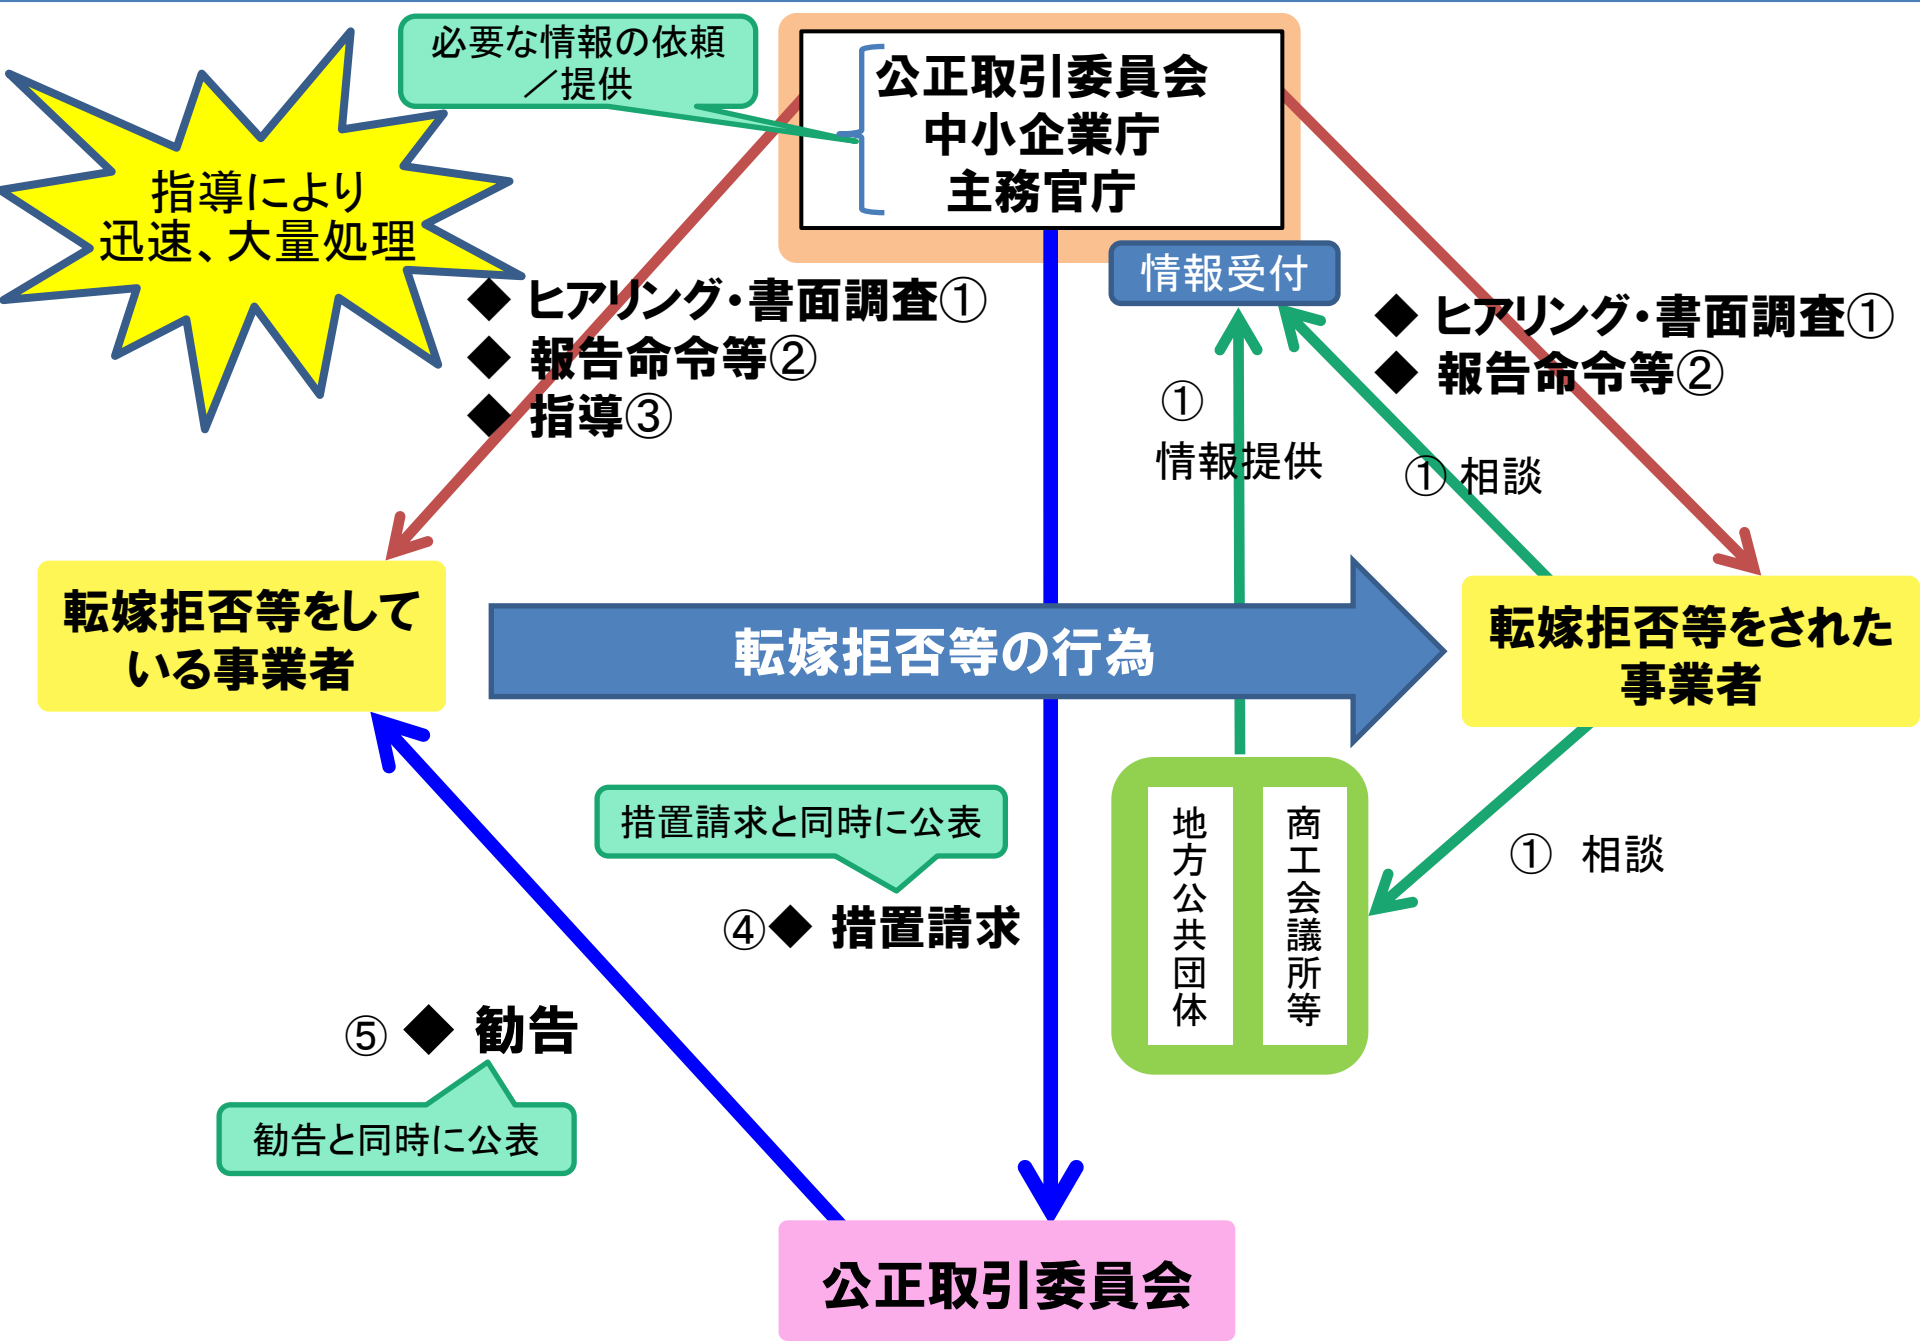 必要な情報の依頼
／提供
公正取引委員会
中小企業庁
主務官庁
指導により
迅速、大量処理
情報受付
◆ ヒアリング・書面調査①
◆ 報告命令等②
◆ 指導③
◆ ヒアリング・書面調査①
◆ 報告命令等②
①
情報提供
① 相談
転嫁拒否等をして
いる事業者
転嫁拒否等の行為
転嫁拒否等をされた
事業者
措置請求と同時に公表
④◆ 措置請求
地方公共団体
商工会議所等
① 相談
⑤ ◆ 勧告
勧告と同時に公表
公正取引委員会